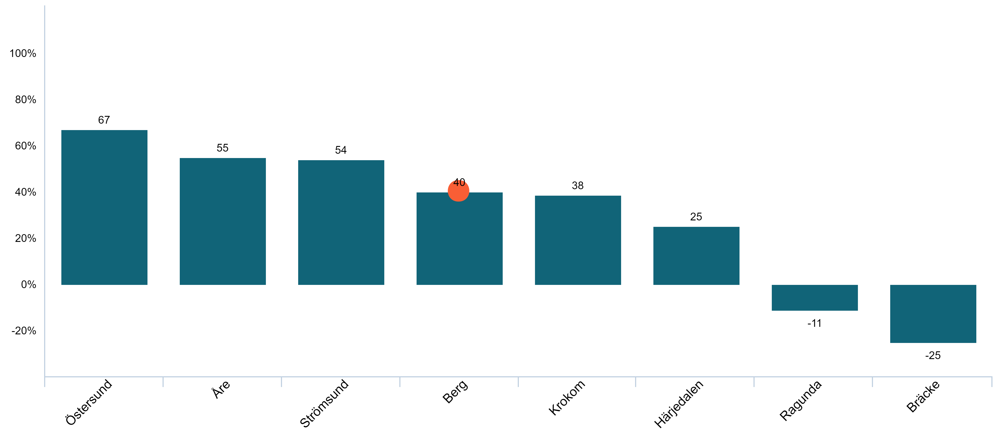 100%
80%
60%
40%
20%
0%
-20%
67
55
54
40
38
25
-11
-25
Östersund
Åre
Strömsund
Berg
Krokom
Härjedalen
Ragunda
Bräcke